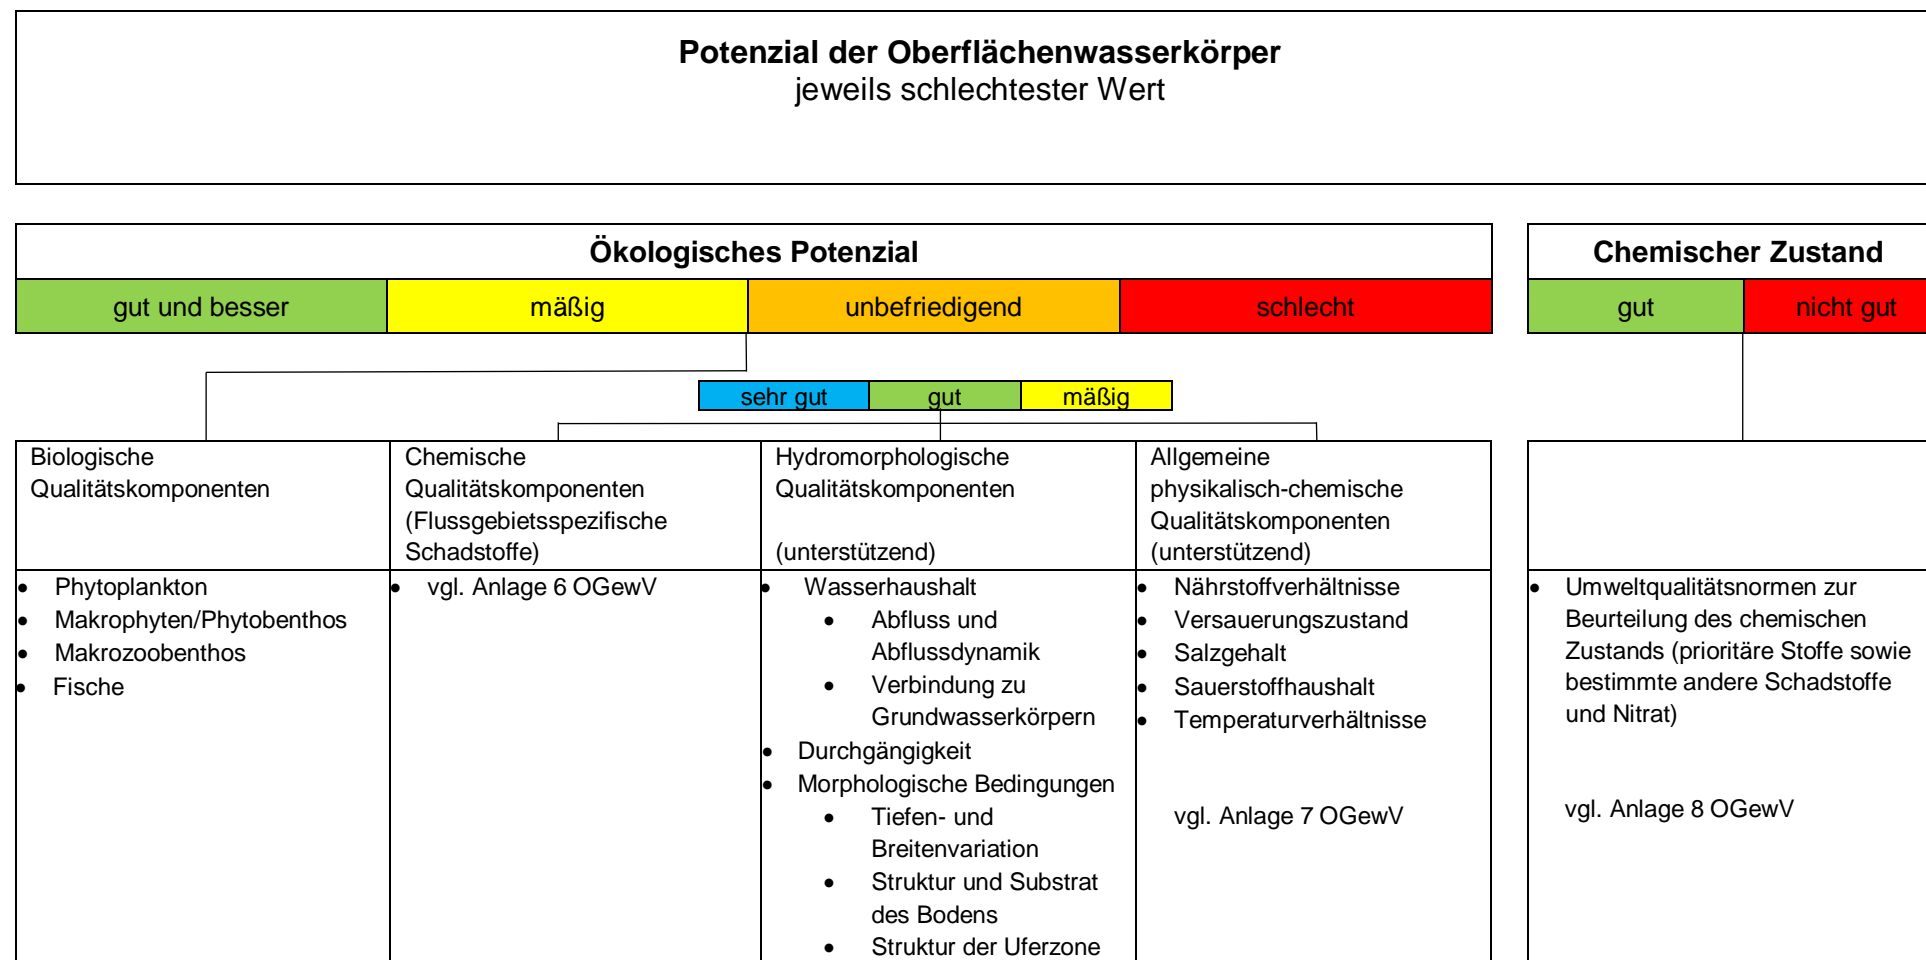 Potenzial der Oberflächenwasserkörper
jeweils schlechtester Wert
Ökologisches Potenzial
gut und besser
mäßig
unbefriedigend
schlecht
Chemischer Zustand
gut
nicht gut
sehr gut
gut
mäßig
Biologische
Qualitätskomponenten
Chemische
Qualitätskomponenten
(Flussgebietsspezifische
Schadstoffe)
Hydromorphologische
Qualitätskomponenten
(unterstützend)
Allgemeine
physikalisch-chemische
Qualitätskomponenten
(unterstützend)
• Phytoplankton
• Makrophyten/Phytobenthos
• Makrozoobenthos
• Fische
• vgl. Anlage 6 OGewV
• Wasserhaushalt
• Abfluss und
Abflussdynamik
• Verbindung zu
Grundwasserkörpern
• Durchgängigkeit
• Morphologische Bedingungen
• Tiefen- und
Breitenvariation
• Struktur und Substrat
des Bodens
• Struktur der Uferzone
• Nährstoffverhältnisse
• Versauerungszustand
• Salzgehalt
• Sauerstoffhaushalt
• Temperaturverhältnisse
vgl. Anlage 7 OGewV
• Umweltqualitätsnormen zur
Beurteilung des chemischen
Zustands (prioritäre Stoffe sowie
bestimmte andere Schadstoffe
und Nitrat)
vgl. Anlage 8 OGewV